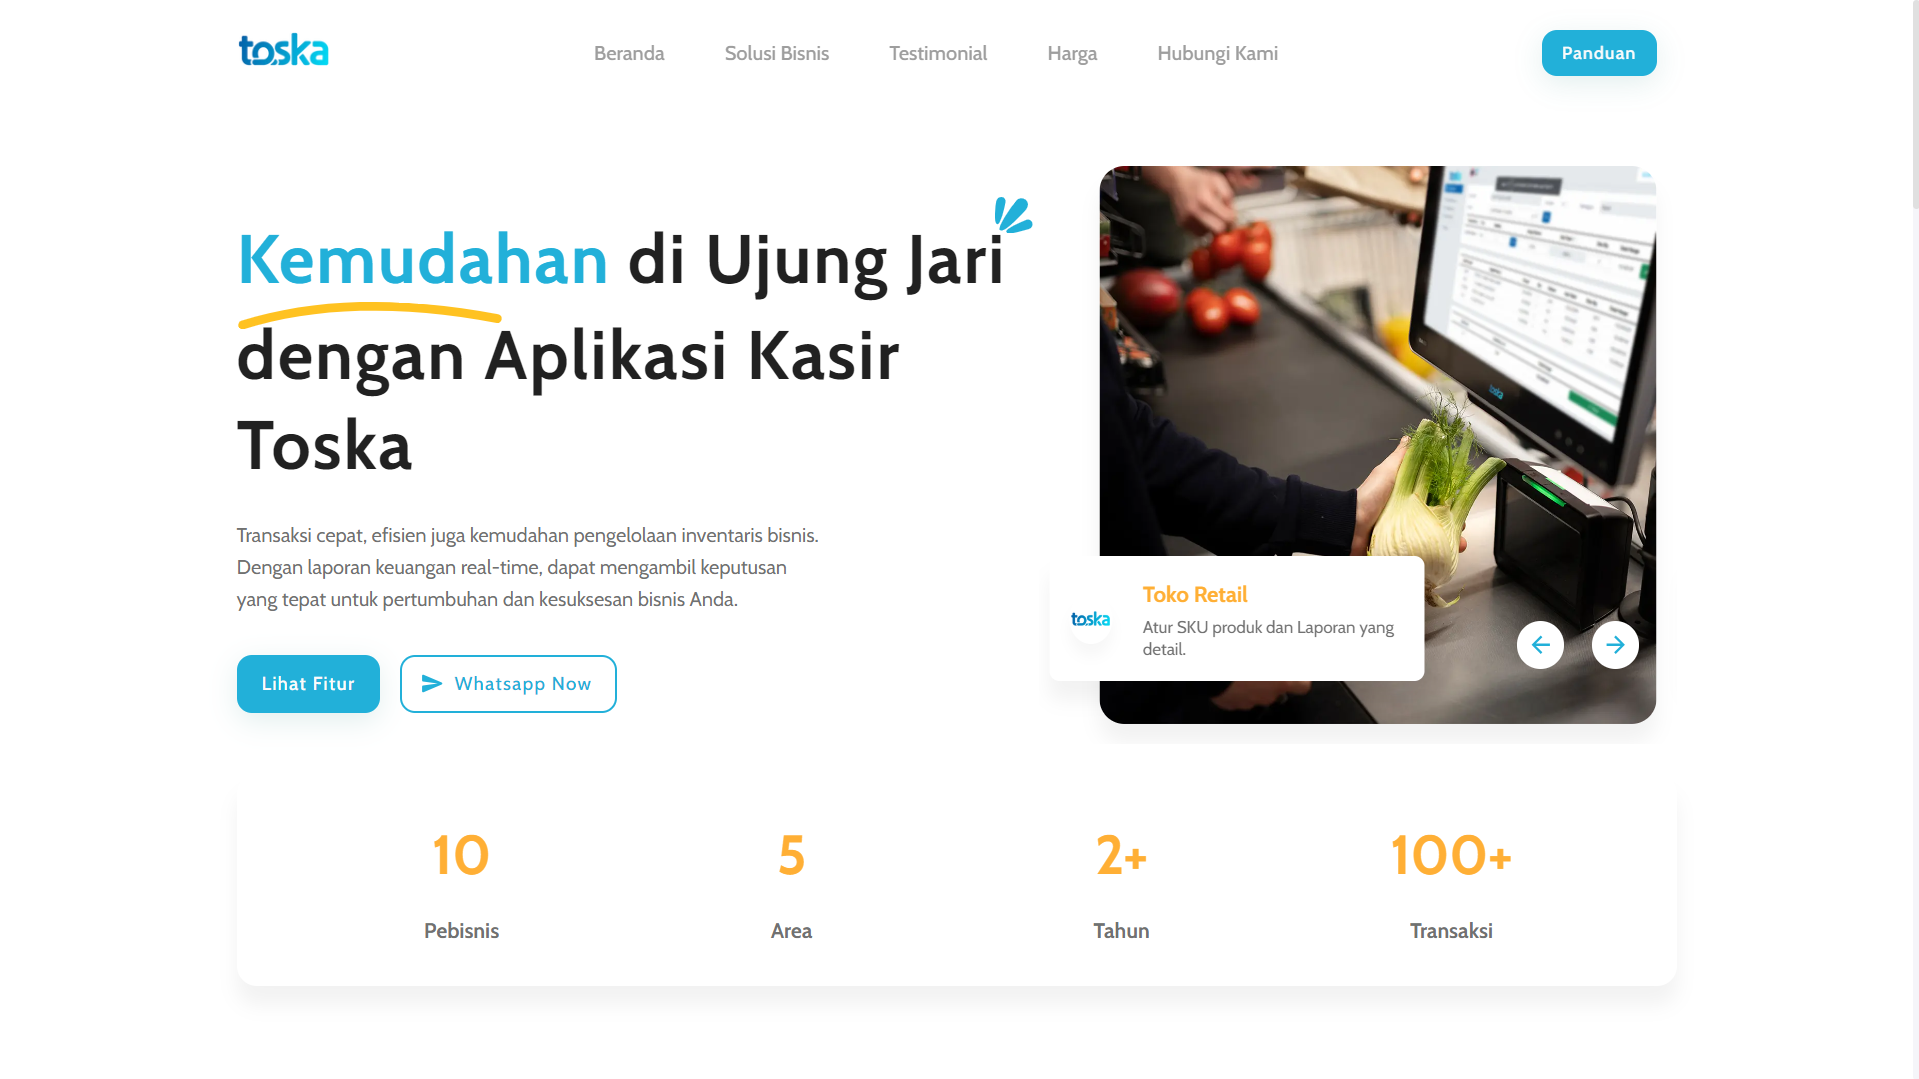 toska
Beranda
Solusi Bisnis
Testimonial
Harga
Hubungi Kami
Panduan
Kemudahan di Ujung Jari
dengan Aplikasi Kasir
Toska
Transaksi cepat, efisien juga kemudahan pengelolaan inventaris bisnis.
Dengan laporan keuangan real-time, dapat mengambil keputusan
yang tepat untuk pertumbuhan dan kesuksesan bisnis Anda.
Lihat Fitur
Whatsapp Now
toska
toska
Toko Retail
Atur SKU produk dan Laporan yang
detail.
10
Pebisnis
5
Area
2+
Tahun
100+
Transaksi